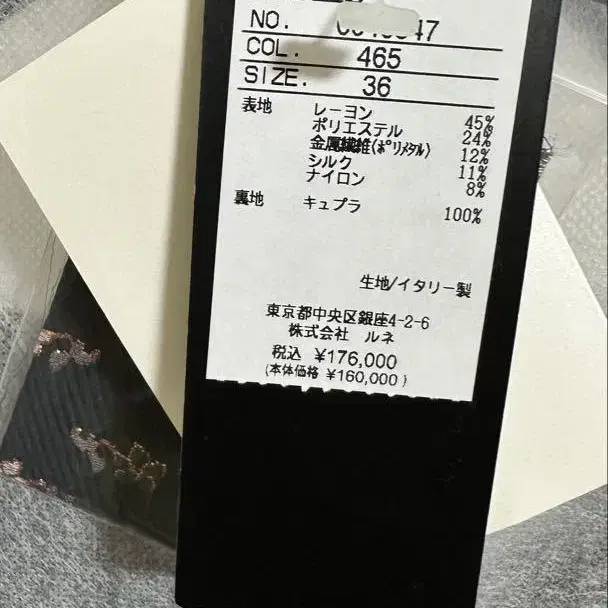 NO. 47
COL. 465
SIZE. 36
表地 レーヨン 45%
ポリエステル 24%
金属繊維(ポリメタル) 12%
シルク 11%
ナイロン 8%
裏地 キュプラ 100%
生地/イタリー製
東京都中央区銀座4-2-6
株式会社 ルネ
税込 ¥176,000
(本体価格 ¥160,000)